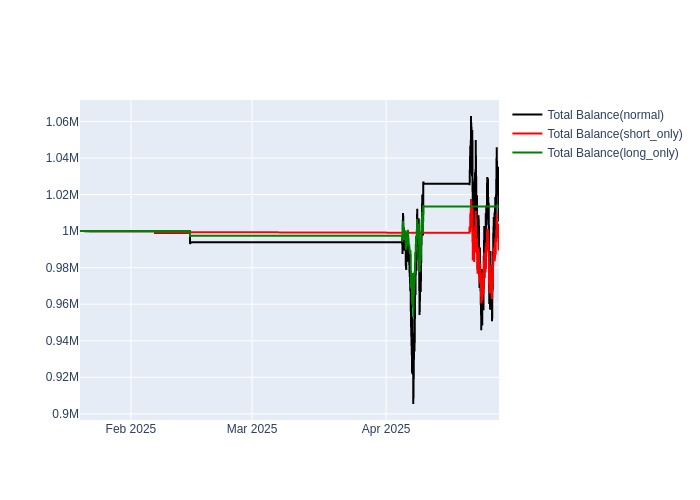 1.06M
1.04M
1.02M
1M
0.98M
0.96M
0.94M
0.92M
0.9M
Feb 2025
Mar 2025
Apr 2025
Total Balance(normal)
Total Balance(short_only)
Total Balance(long_only)